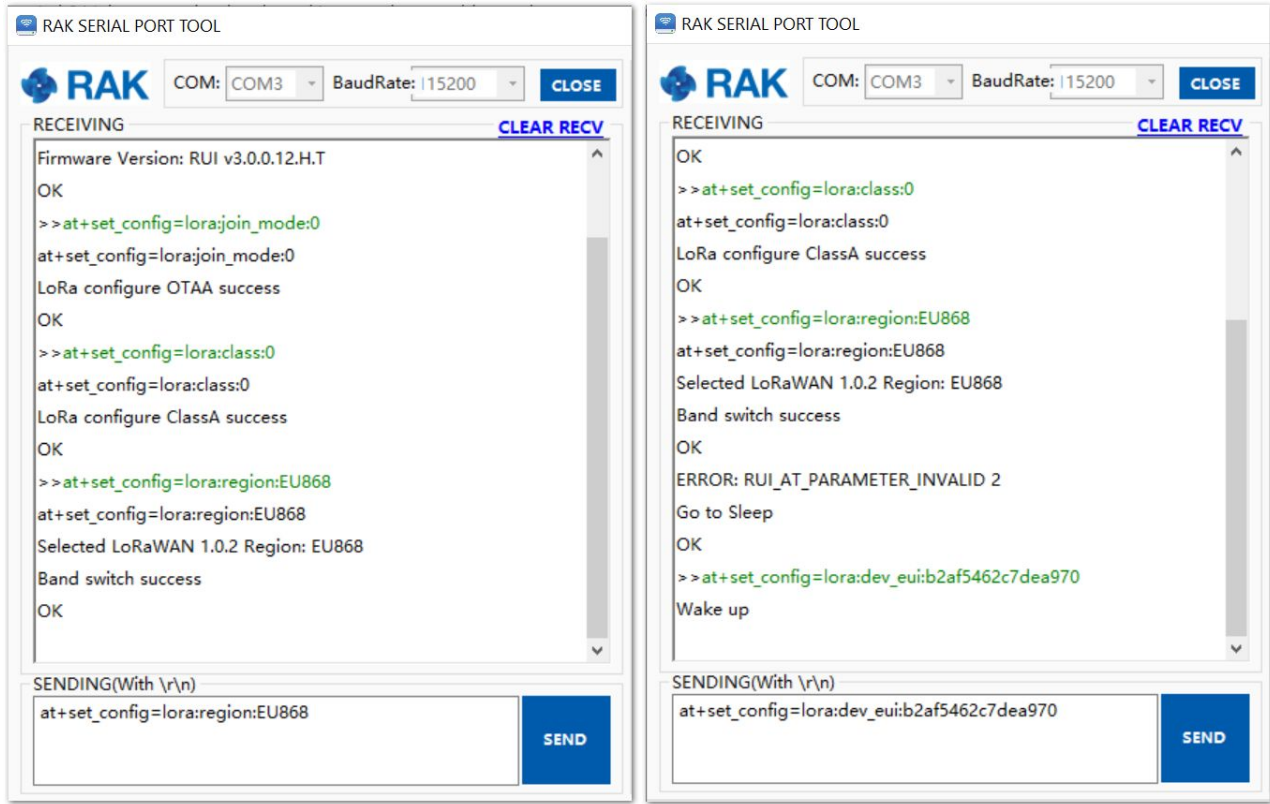 RAK SERIAL PORT TOOL
RAK COM: COM3 BaudRate: 115200 CLOSE
RECEIVING CLEAR RECV
Firmware Version: RUI v3.0.0.12.H.T
OK
>>at+set_config=lora:join_mode:0
at+set_config=lora:join_mode:0
LoRa configure OTAA success
OK
>>at+set_config=lora:class:0
at+set_config=lora:class:0
LoRa configure ClassA success
OK
>>at+set_config=lora:region:EU868
at+set_config=lora:region:EU868
Selected LoRaWAN 1.0.2 Region: EU868
Band switch success
OK
SENDING(With \r\n)
at+set_config=lora:region:EU868
SEND
RAK SERIAL PORT TOOL
RAK COM: COM3 BaudRate: 115200 CLOSE
RECEIVING CLEAR RECV
OK
>>at+set_config=lora:class:0
at+set_config=lora:class:0
LoRa configure ClassA success
OK
>>at+set_config=lora:region:EU868
at+set_config=lora:region:EU868
Selected LoRaWAN 1.0.2 Region: EU868
Band switch success
OK
ERROR: RUI_AT_PARAMETER_INVALID 2
Go to Sleep
OK
>>at+set_config=lora:dev_eui:b2af5462c7dea970
Wake up
SENDING(With \r\n)
at+set_config=lora:dev_eui:b2af5462c7dea970
SEND